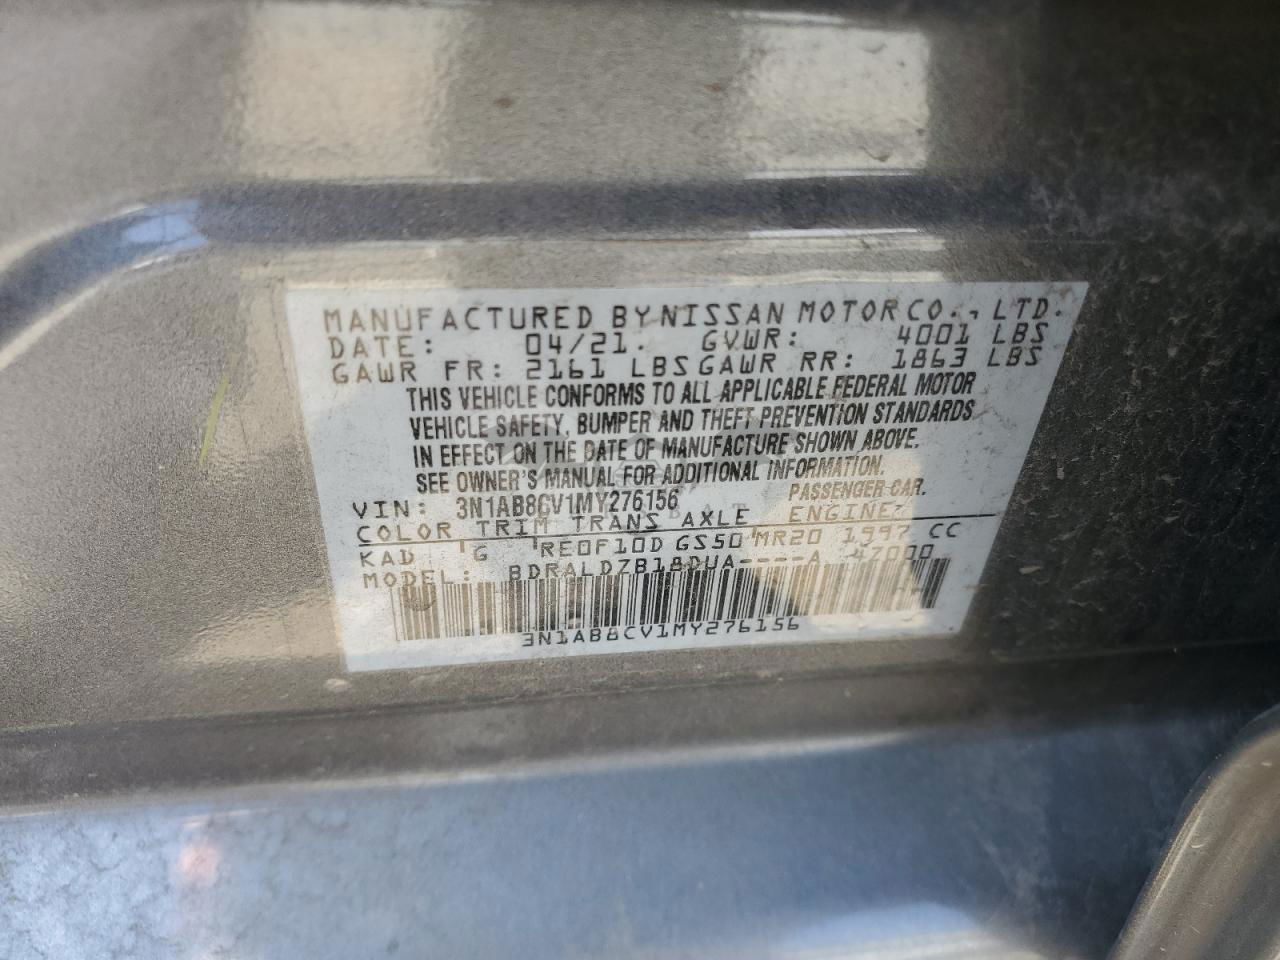 MANUFACTURED BY NISSAN MOTOR CO., LTD.
DATE: 04/21. GVWR: 4001 LBS
GAWR FR: 2161 LBS GAWR RR: 1863 LBS
THIS VEHICLE CONFORMS TO ALL APPLICABLE FEDERAL MOTOR
VEHICLE SAFETY, BUMPER AND THEFT PREVENTION STANDARDS
IN EFFECT ON THE DATE OF MANUFACTURE SHOWN ABOVE.
SEE OWNER'S MANUAL FOR ADDITIONAL INFORMATION.
VIN: 3N1AB8CV1MY276156 PASSENGER CAR.
COLOR TRIM TRANS AXLE ENGINE:
KAD G RE0F10D GS50 MR20 1997 CC
MODEL: BDRALDZB18DUA----A 47000
3N1AB8CV1MY276156